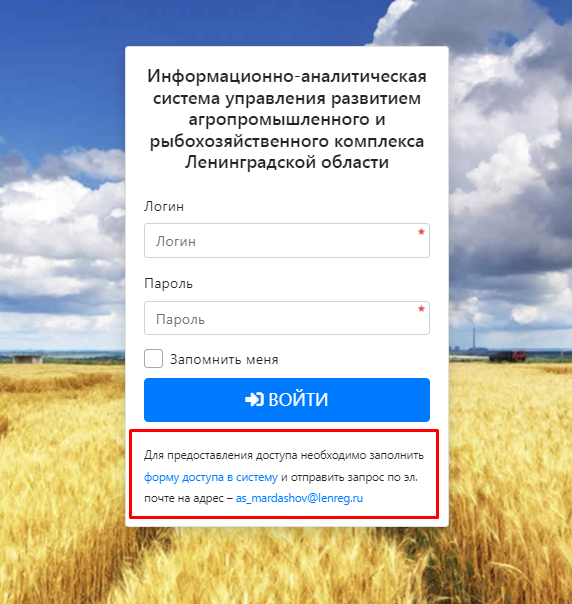 Информационно-аналитическая
система управления развитием
агропромышленного и
рыбохозяйственного комплекса
Ленинградской области
Логин
Логин *
Пароль
Пароль *
Запомнить меня
ВОЙТИ
Для предоставления доступа необходимо заполнить
форму доступа в систему и отправить запрос по эл.
почте на адрес – as_mardashov@lenreg.ru